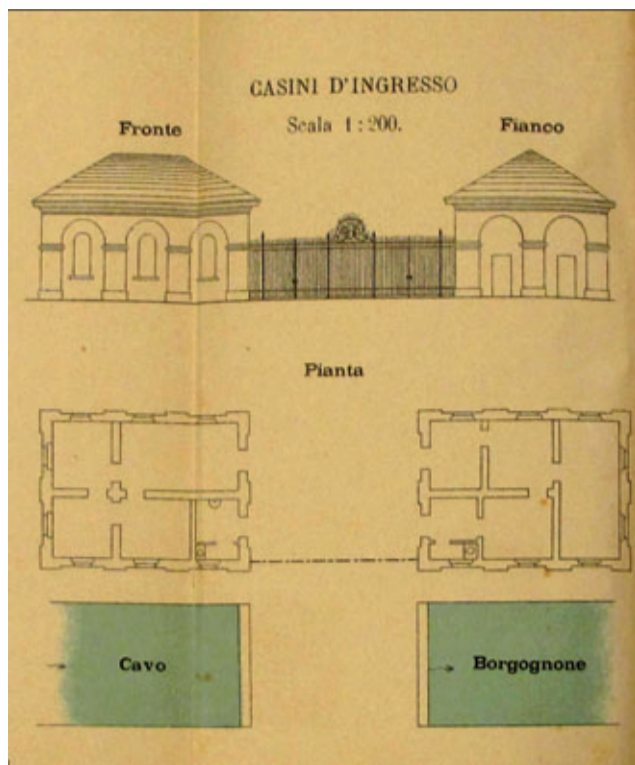 CASINI D'INGRESSO
Fronte
Scala 1:200.
Fianco
Pianta
Cavo
Borgognone